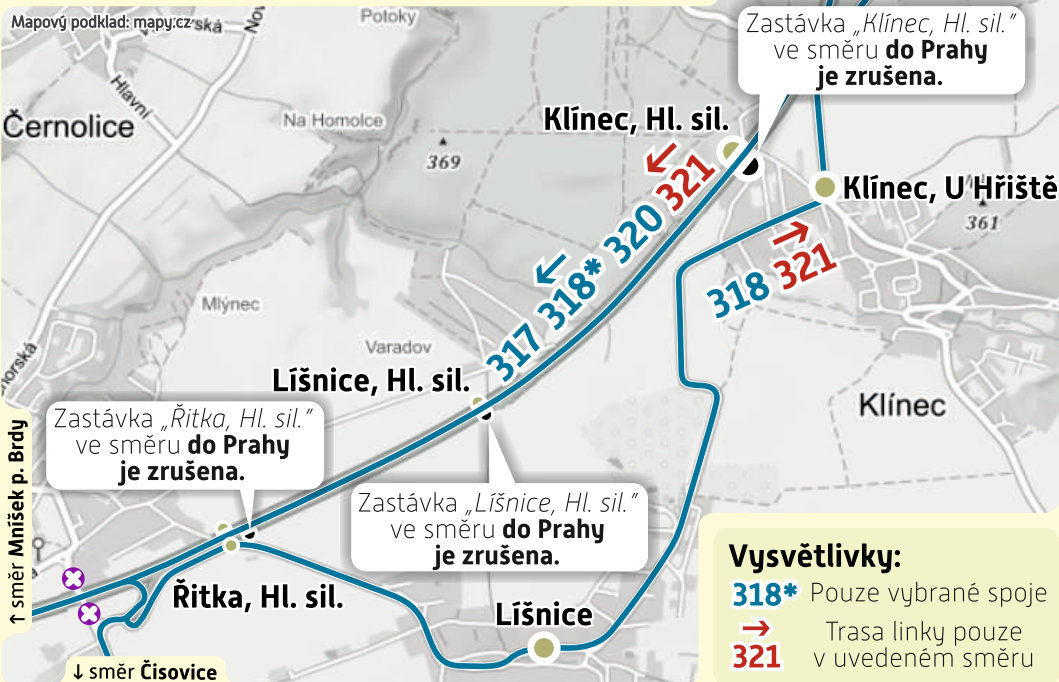 Mapový podklad: mapy.cz
ská
Nov
Potoky
Zastávka „Klínec, Hl. sil.”
ve směru do Prahy
je zrušena.
Hlavní
Černolice
Na Homolce
Klínec, Hl. sil.
369
← 321
Klínec, U Hřiště
361
320
← 318*
317
318 → 321
Mlýnec
Varadov
norská
Líšnice, Hl. sil.
Klínec
Zastávka „Řitka, Hl. sil.”
ve směru do Prahy
je zrušena.
↑ směr Mníšek p. Brdy
Zastávka „Líšnice, Hl. sil.”
ve směru do Prahy
je zrušena.
Řitka, Hl. sil.
Líšnice
↓ směr Čisovice
Vysvětlivky:
318* Pouze vybrané spoje
→ 321 Trasa linky pouze
v uvedeném směru